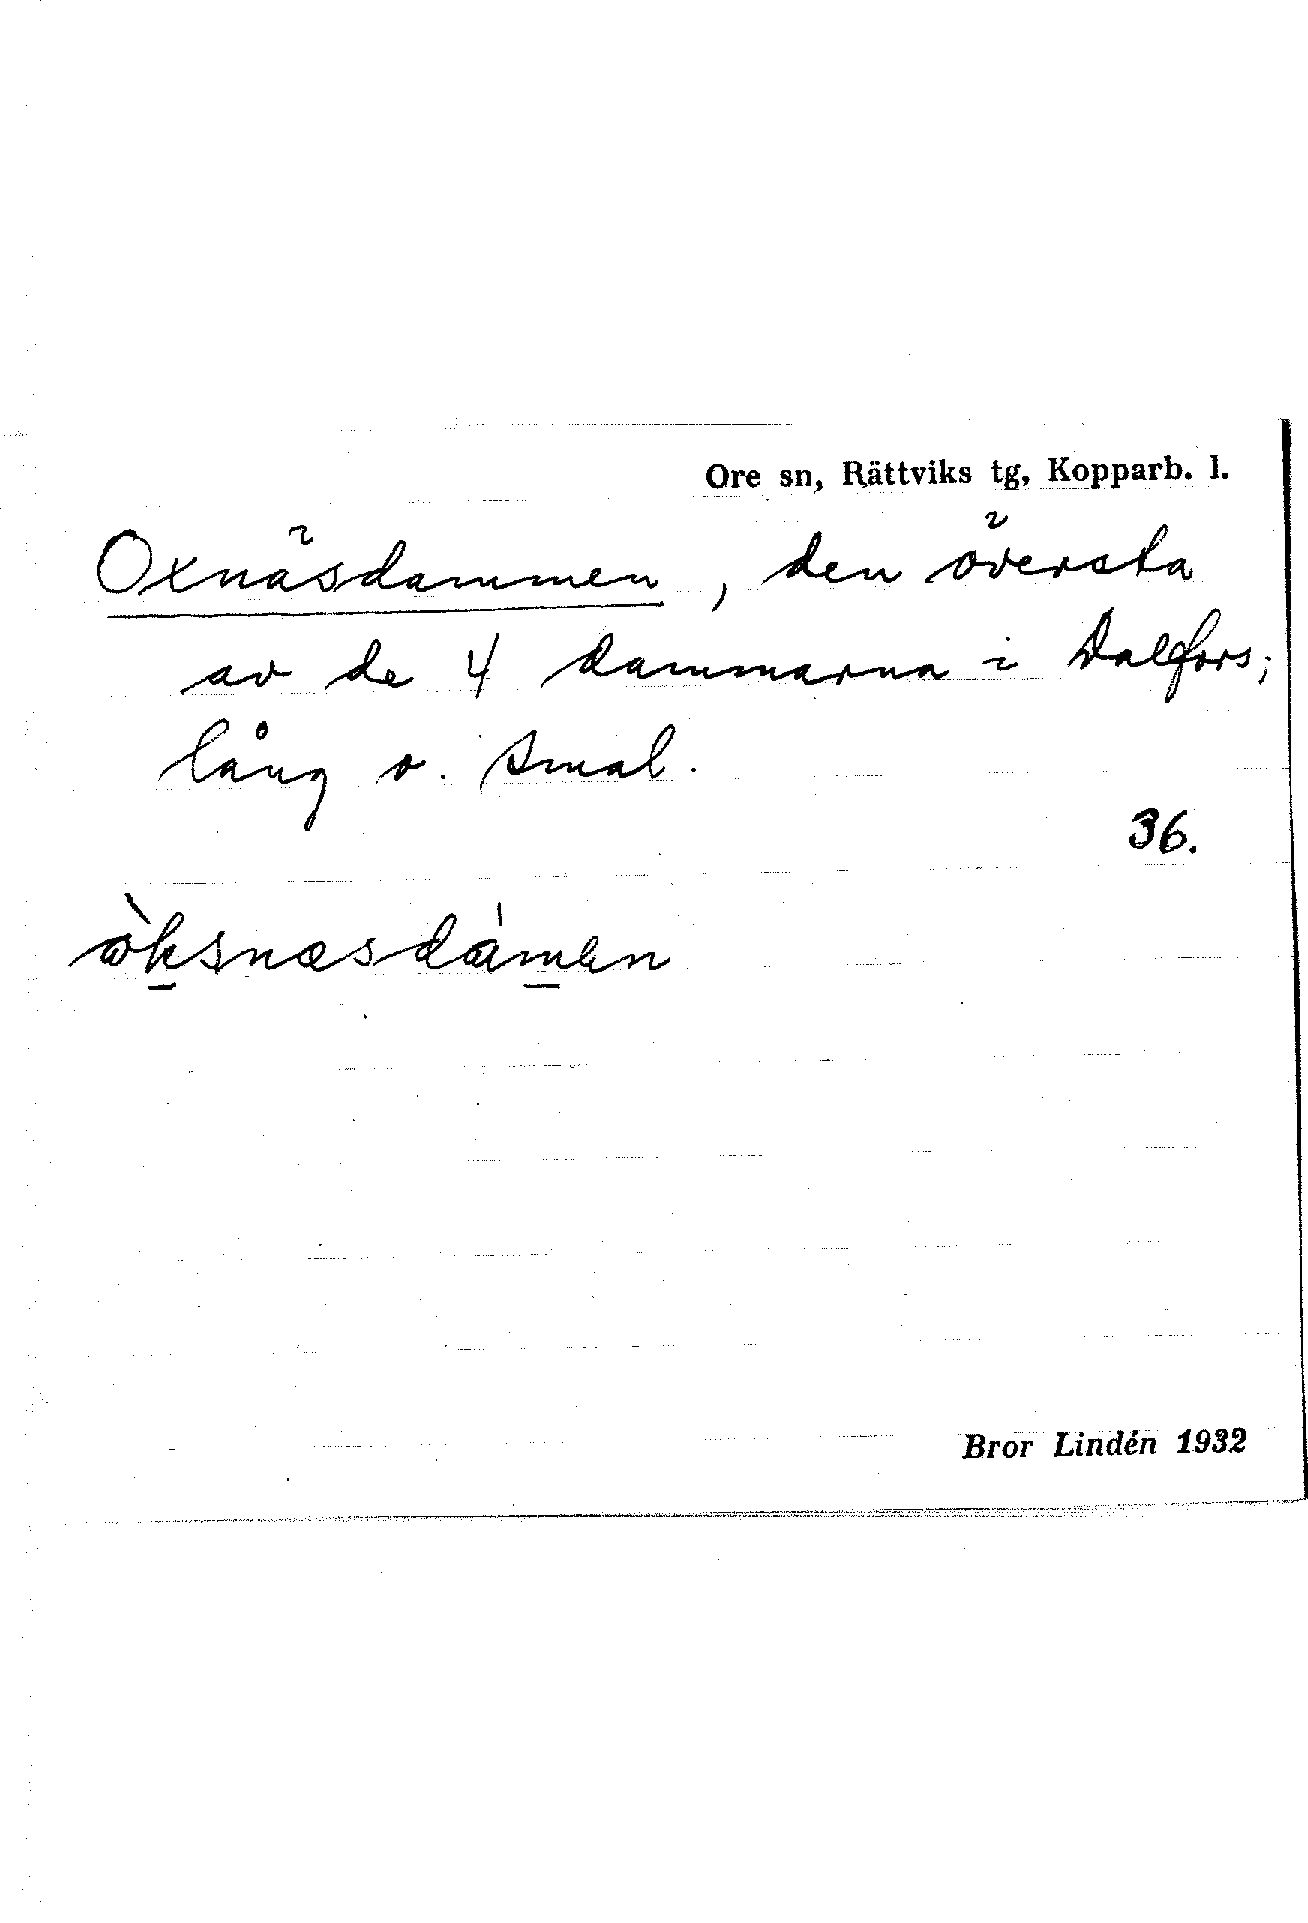 Ore sn, Rättviks tg, Kopparb. l.
Oxnäsdammen, den översta
av de 4 dammarna i Dalfors;
lång o. smal.
36.
òksnæsdámen
Bror Lindén 1932